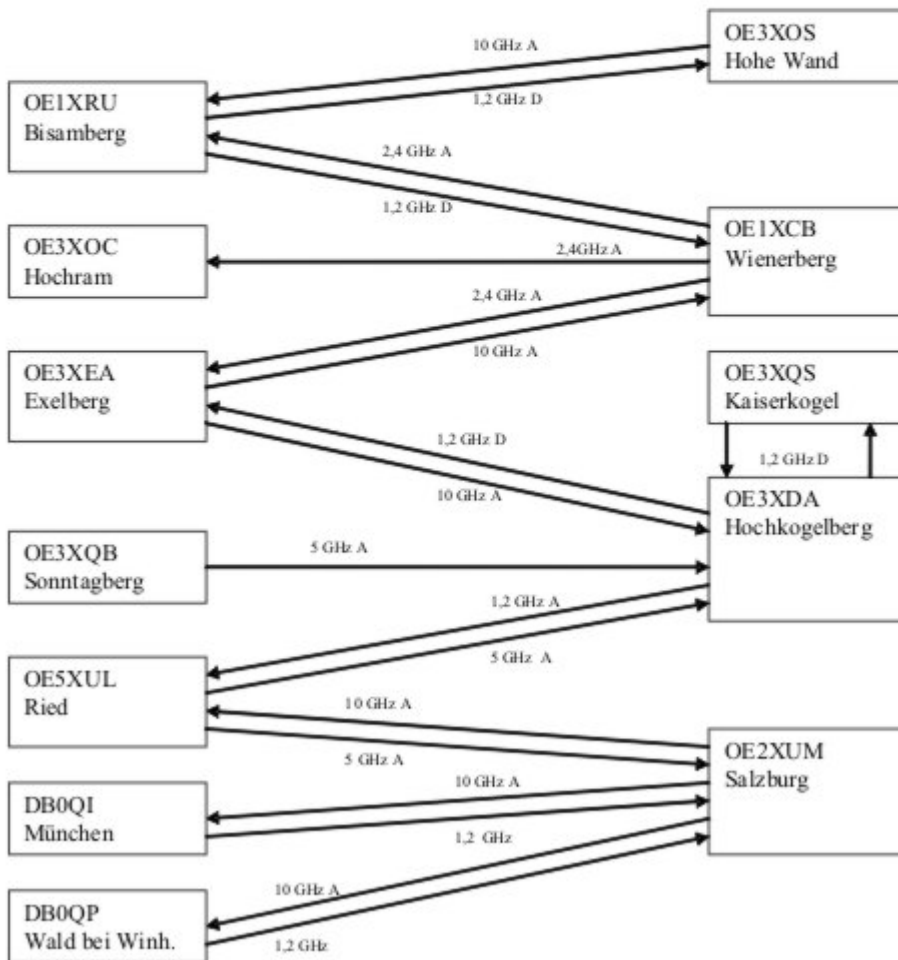 OE3XOS
Hohe Wand
10 GHz A
1,2 GHz D
OE1XRU
Bisamberg
2,4 GHz A
1,2 GHz D
OE1XCB
Wienerberg
OE3XOC
Hochram
2,4GHz A
2,4 GHz A
10 GHz A
OE3XEA
Exelberg
OE3XQS
Kaiserkogel
1,2 GHz D
1,2 GHz D
10 GHz A
OE3XDA
Hochkogelberg
OE3XQB
Sonntagberg
5 GHz A
1,2 GHz A
5 GHz A
OE5XUL
Ried
10 GHz A
5 GHz A
OE2XUM
Salzburg
DB0QI
München
10 GHz A
1,2 GHz
DB0QP
Wald bei Winh.
10 GHz A
1,2 GHz